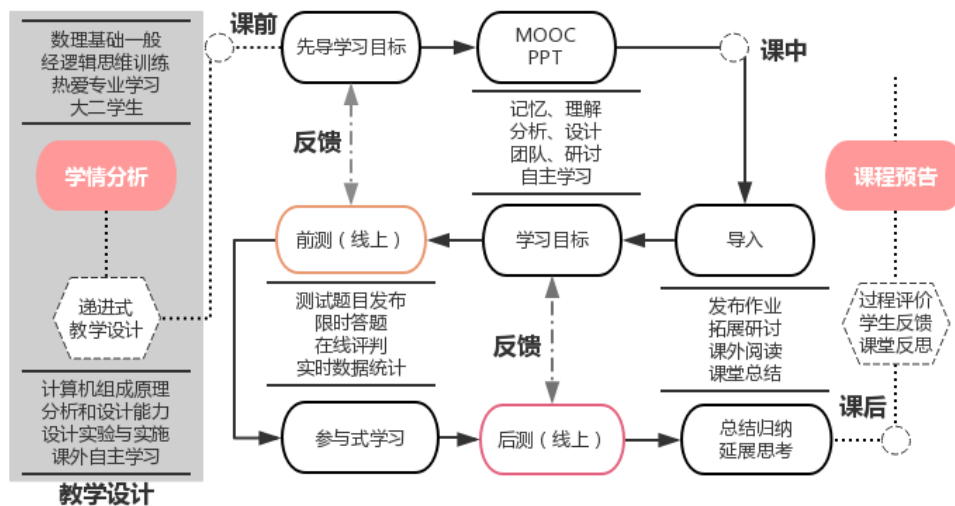 数理基础一般
经逻辑思维训练
热爱专业学习
大二学生
学情分析
递进式
教学设计
计算机组成原理
分析和设计能力
设计实验与实施
课外自主学习
教学设计
课前
先导学习目标
MOOC
PPT
课中
记忆、理解
分析、设计
团队、研讨
自主学习
反馈
前测（线上）
学习目标
导入
测试题目发布
限时答题
在线评判
实时数据统计
反馈
发布作业
拓展研讨
课外阅读
课堂总结
参与式学习
后测（线上）
总结归纳
延展思考
课后
课程预告
过程评价
学生反馈
课堂反思